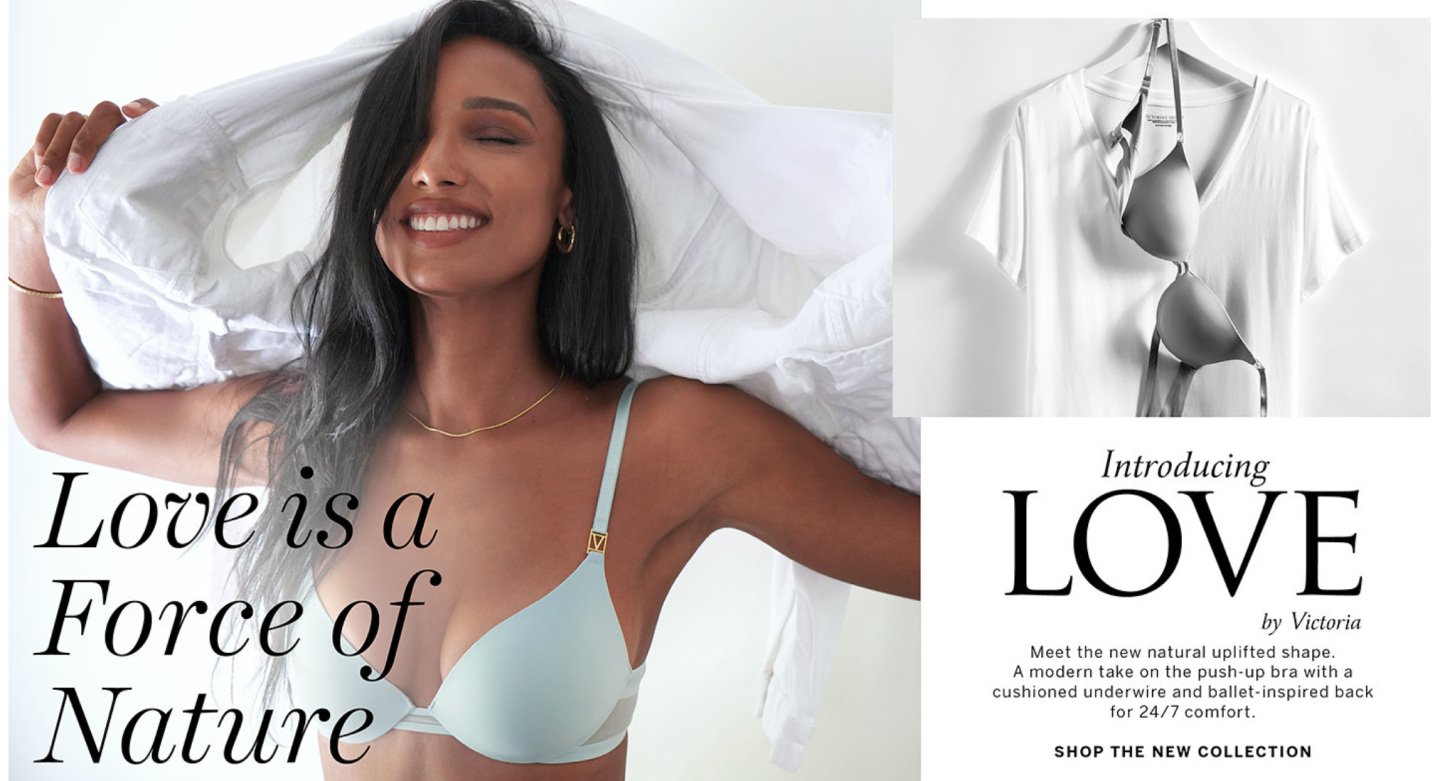 Love is a
Force of
Nature
V
Introducing
LOVE
by Victoria
Meet the new natural uplifted shape.
A modern take on the push-up bra with a
cushioned underwire and ballet-inspired back
for 24/7 comfort.
SHOP THE NEW COLLECTION